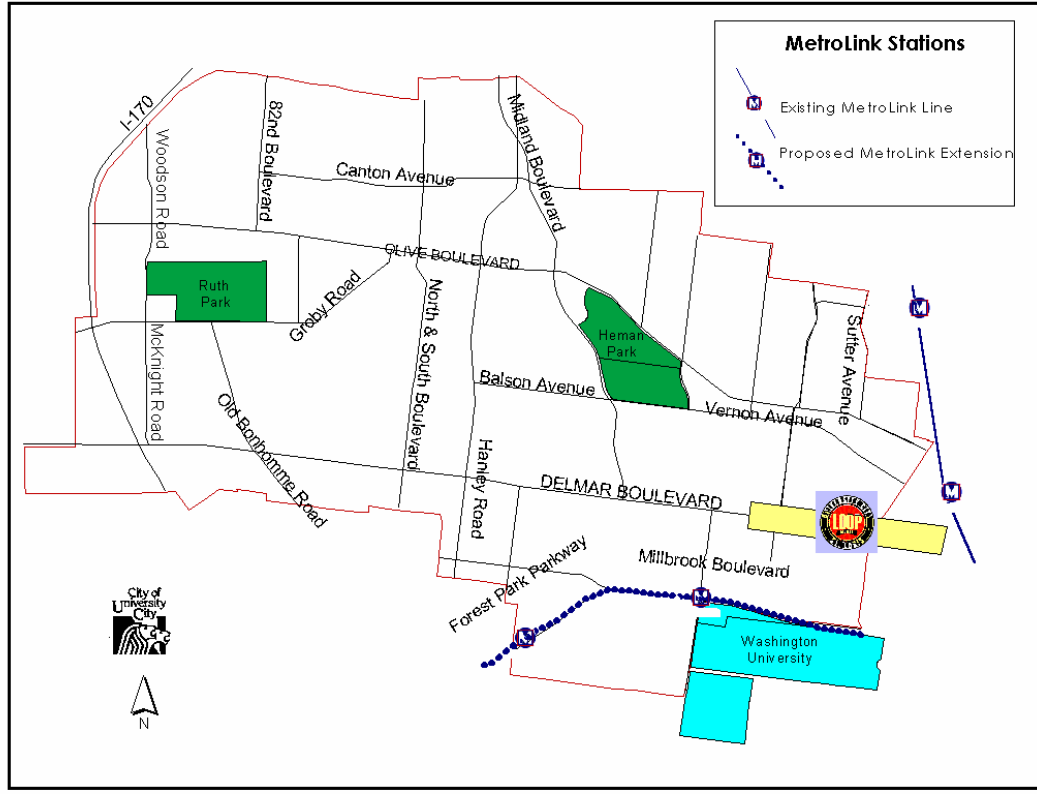 MetroLink Stations
M
Existing MetroLink Line
M
Proposed MetroLink Extension
I-170
Woodson Road
82nd Boulevard
Midland Boulevard
Canton Avenue
OLIVE BOULEVARD
Ruth
Park
Groby Road
North & South Boulevard
Heman
Park
Sutter Avenue
M
McKnight Road
Old Bonhomme Road
Balson Avenue
Vernon Avenue
Hanley Road
DELMAR BOULEVARD
M
LOOP
Millbrook Boulevard
Forest Park Parkway
M
M
Washington
University
City of
University
City
N